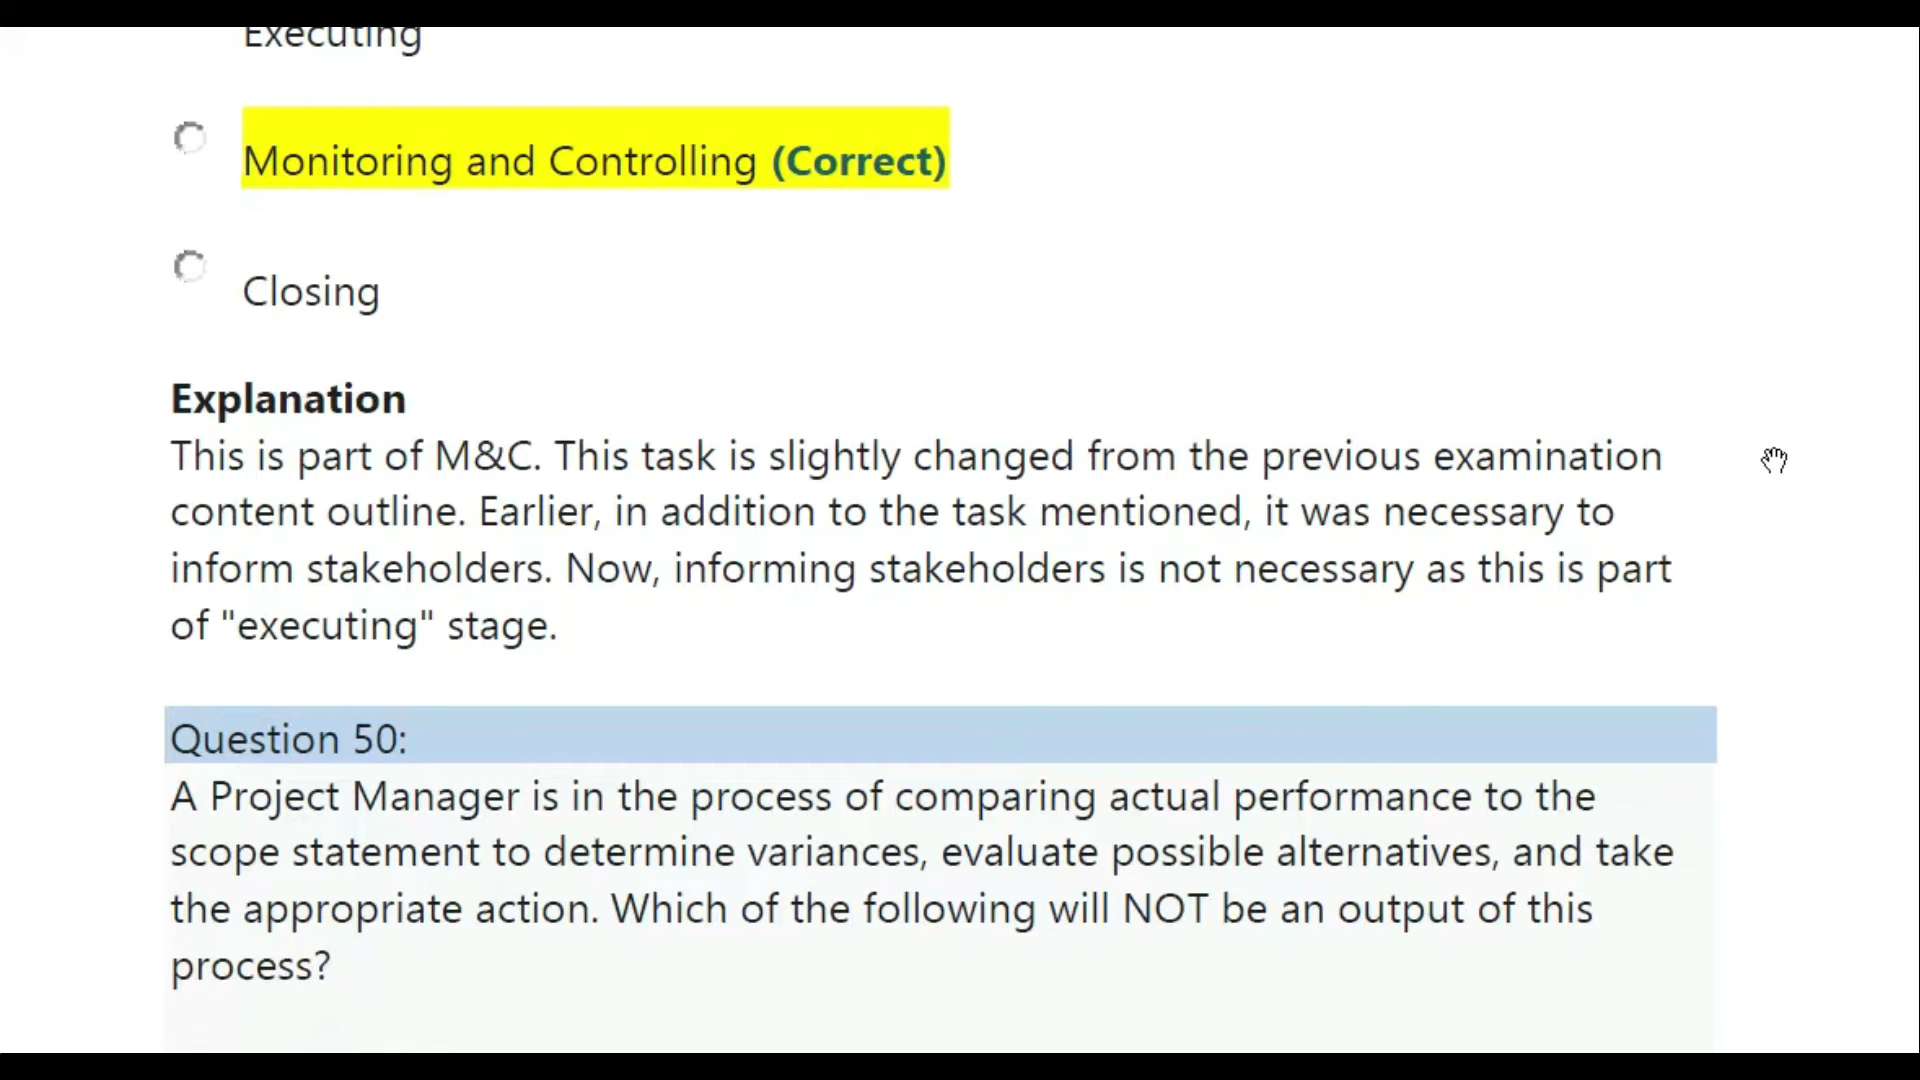 Executing
Monitoring and Controlling (Correct)
Closing
Explanation
This is part of M&C. This task is slightly changed from the previous examination
content outline. Earlier, in addition to the task mentioned, it was necessary to
inform stakeholders. Now, informing stakeholders is not necessary as this is part
of "executing" stage.
Question 50:
A Project Manager is in the process of comparing actual performance to the
scope statement to determine variances, evaluate possible alternatives, and take
the appropriate action. Which of the following will NOT be an output of this
process?